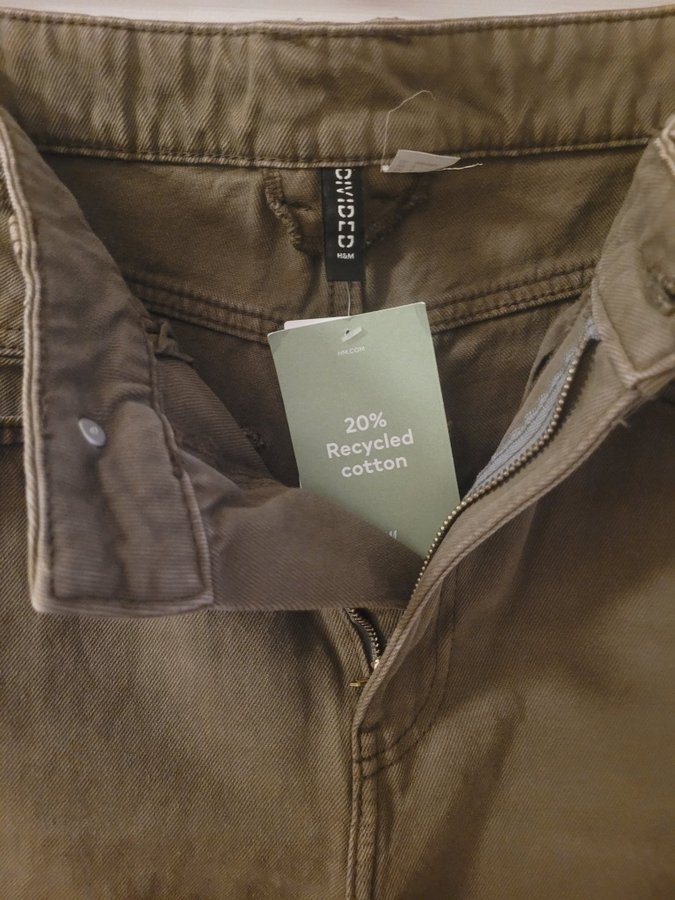 DIVIDED
H&M
HM.COM
20%
Recycled
cotton